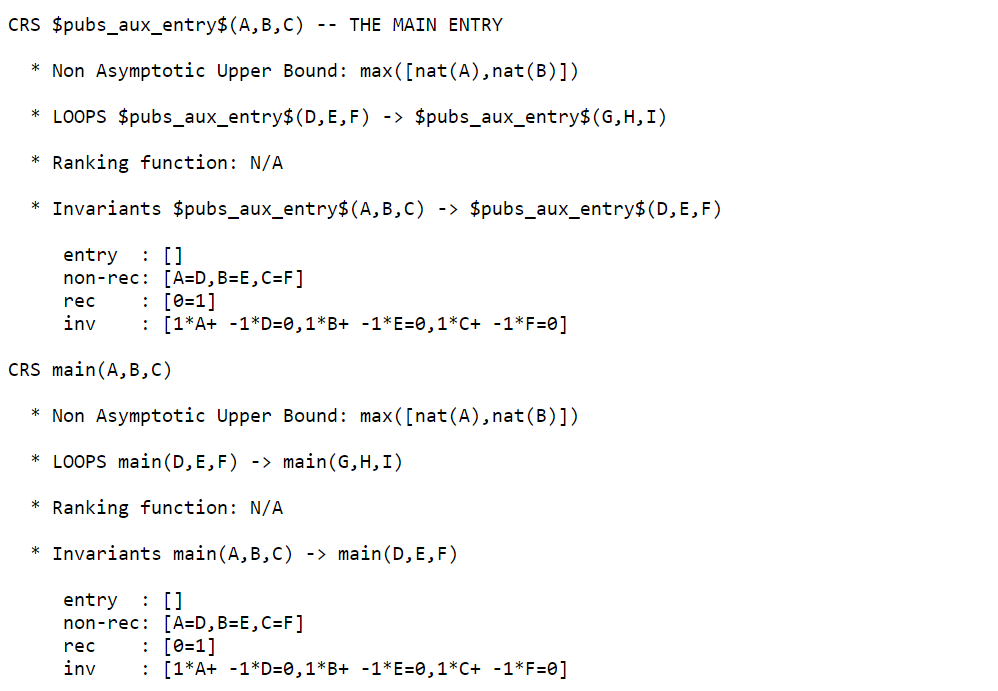 CRS $pubs_aux_entry$(A,B,C) -- THE MAIN ENTRY
* Non Asymptotic Upper Bound: max([nat(A),nat(B)])
* LOOPS $pubs_aux_entry$(D,E,F) -> $pubs_aux_entry$(G,H,I)
* Ranking function: N/A
* Invariants $pubs_aux_entry$(A,B,C) -> $pubs_aux_entry$(D,E,F)
entry  : []
non-rec: [A=D,B=E,C=F]
rec    : [0=1]
inv    : [1*A+ -1*D=0,1*B+ -1*E=0,1*C+ -1*F=0]
CRS main(A,B,C)
* Non Asymptotic Upper Bound: max([nat(A),nat(B)])
* LOOPS main(D,E,F) -> main(G,H,I)
* Ranking function: N/A
* Invariants main(A,B,C) -> main(D,E,F)
entry  : []
non-rec: [A=D,B=E,C=F]
rec    : [0=1]
inv    : [1*A+ -1*D=0,1*B+ -1*E=0,1*C+ -1*F=0]